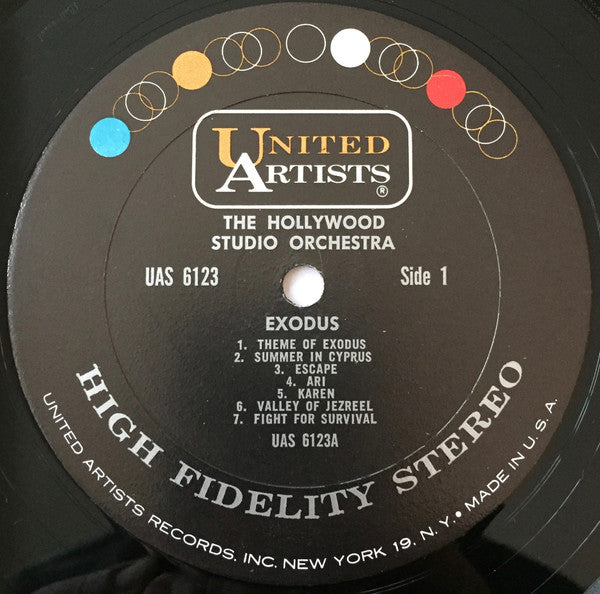 UNITED
ARTISTS
®
THE HOLLYWOOD
STUDIO ORCHESTRA
UAS 6123
Side 1
EXODUS
1. THEME OF EXODUS
2. SUMMER IN CYPRUS
3. ESCAPE
4. ARI
5. KAREN
6. VALLEY OF JEZREEL
7. FIGHT FOR SURVIVAL
UAS 6123A
HIGH FIDELITY STEREO
UNITED ARTISTS RECORDS, INC. NEW YORK 19, N. Y. • MADE IN U. S. A.